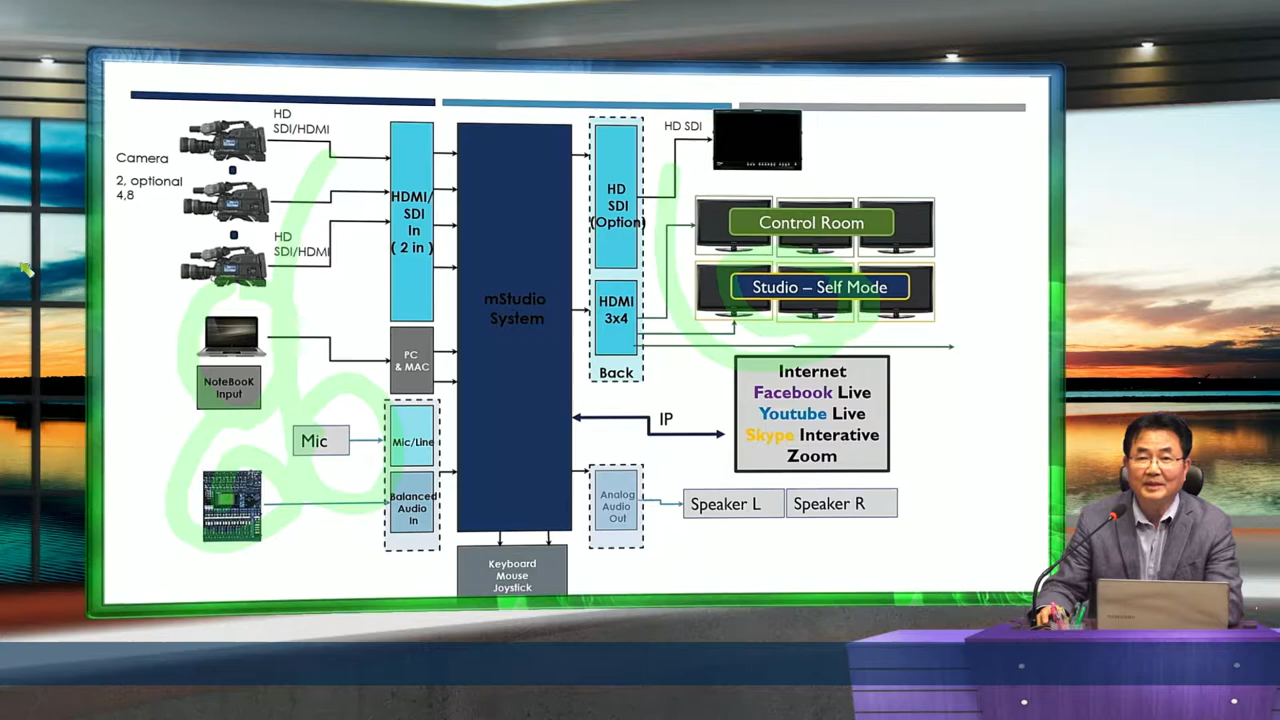 HD
SDI/HDMI
Camera
2, optional
4,8
HD
SDI/HDMI
NoteBooK
Input
Mic
HDMI/
SDI
In
( 2 in )
PC
& MAC
Mic/Line
Balanced
Audio
In
mStudio
System
Keyboard
Mouse
Joystick
HD
SDI
(Option)
HDMI
3x4
Back
Analog
Audio
Out
HD SDI
Control Room
Studio – Self Mode
IP
Internet
Facebook Live
Youtube Live
Skype Interative
Zoom
Speaker L
Speaker R